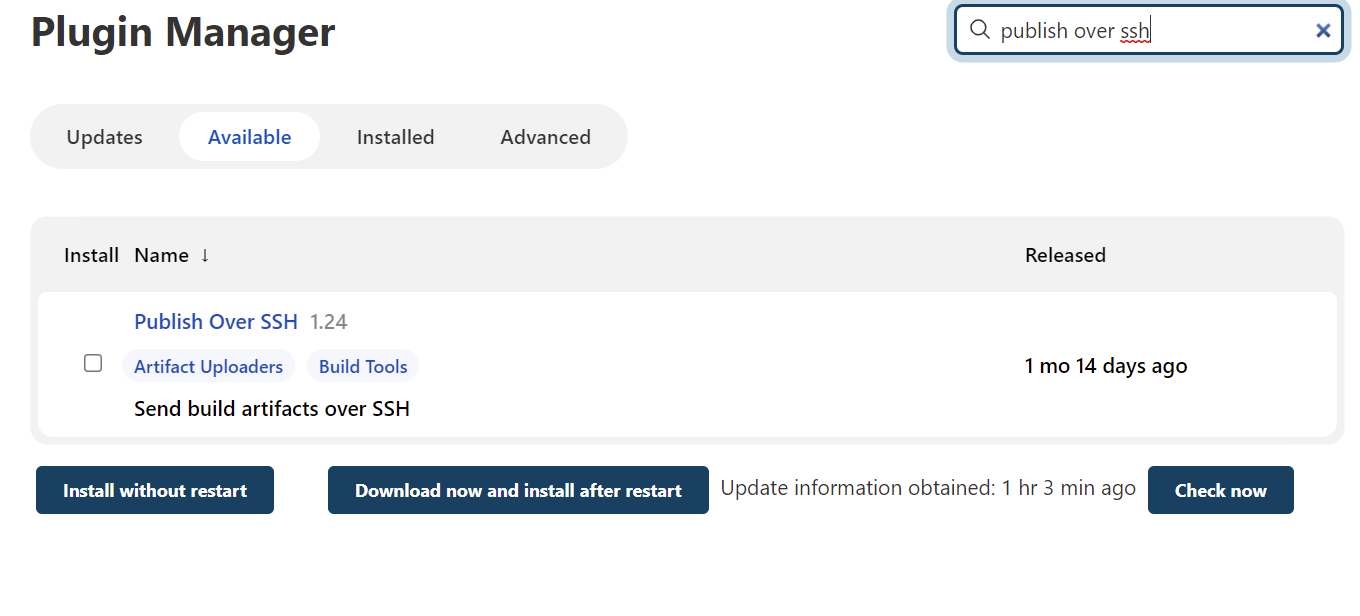 Plugin Manager
publish over ssh
Updates Available Installed Advanced
Install Name ↓ Released
Publish Over SSH 1.24
Artifact Uploaders Build Tools
1 mo 14 days ago
Send build artifacts over SSH
Install without restart Download now and install after restart Update information obtained: 1 hr 3 min ago Check now